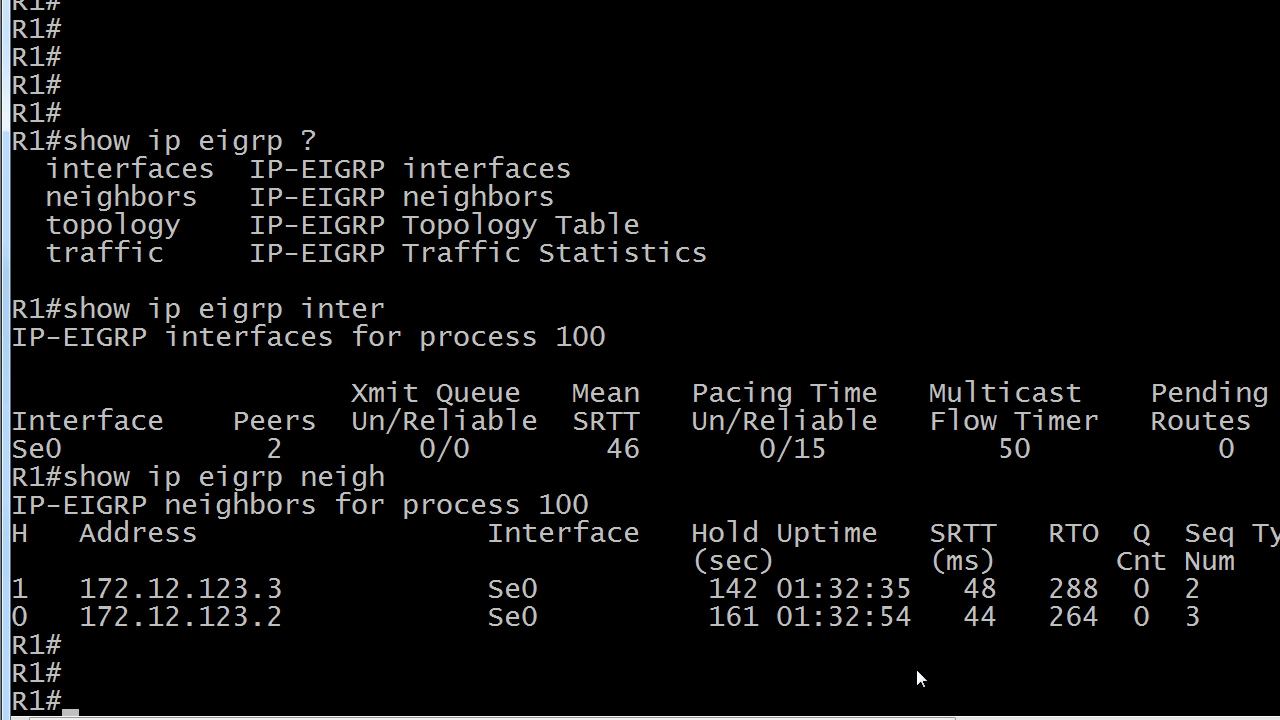 R1#
R1#
R1#
R1#
R1#
R1#show ip eigrp ?
  interfaces  IP-EIGRP interfaces
  neighbors   IP-EIGRP neighbors
  topology    IP-EIGRP Topology Table
  traffic     IP-EIGRP Traffic Statistics
R1#show ip eigrp inter
IP-EIGRP interfaces for process 100
                    Xmit Queue   Mean   Pacing Time   Multicast    Pending
Interface    Peers  Un/Reliable  SRTT   Un/Reliable   Flow Timer   Routes
Se0            2        0/0        46       0/15          50           0
R1#show ip eigrp neigh
IP-EIGRP neighbors for process 100
H   Address                 Interface   Hold Uptime   SRTT   RTO  Q  Seq Ty
                                        (sec)         (ms)       Cnt Num
1   172.12.123.3            Se0          142 01:32:35   48   288  0  2
0   172.12.123.2            Se0          161 01:32:54   44   264  0  3
R1#
R1#
R1#